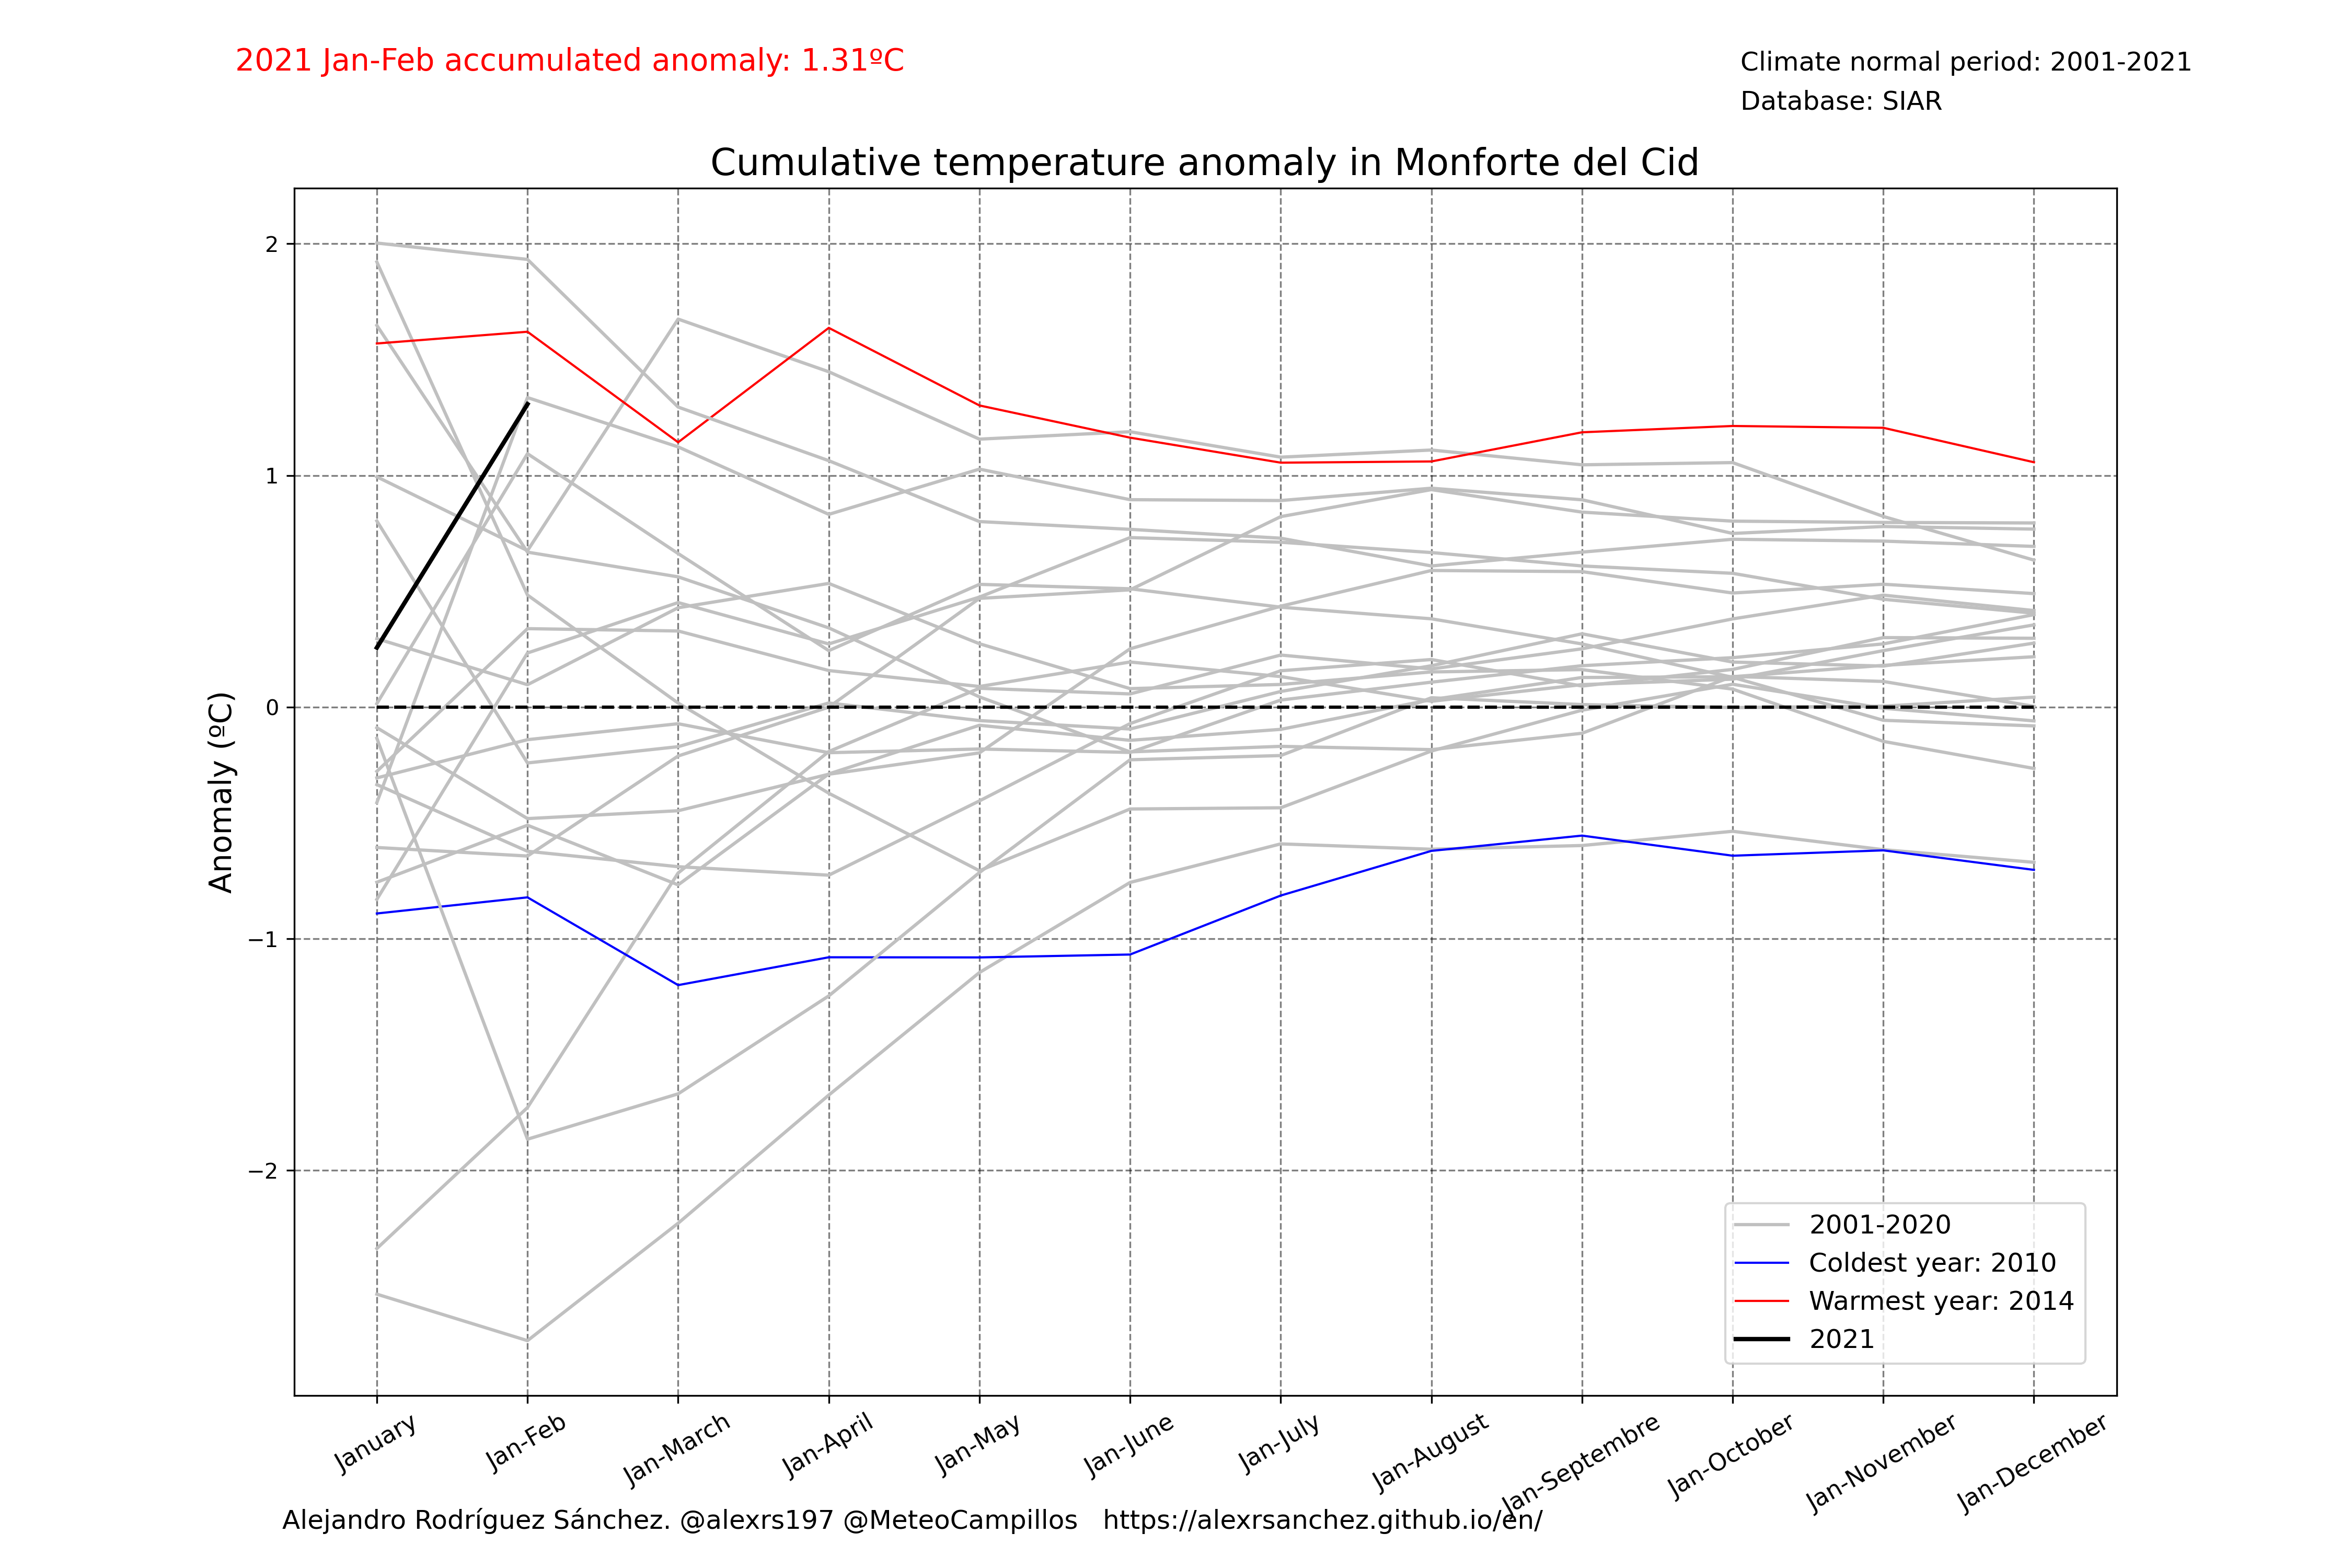 2021 Jan-Feb accumulated anomaly: 1.31ºC
Climate normal period: 2001-2021
Database: SIAR
Cumulative temperature anomaly in Monforte del Cid
Anomaly (ºC)
2
1
0
−1
−2
2001-2020
Coldest year: 2010
Warmest year: 2014
2021
January
Jan-Feb
Jan-March
Jan-April
Jan-May
Jan-June
Jan-July
Jan-August
Jan-Septembre
Jan-October
Jan-November
Jan-December
Alejandro Rodríguez Sánchez. @alexrs197 @MeteoCampillos   https://alexrsanchez.github.io/en/